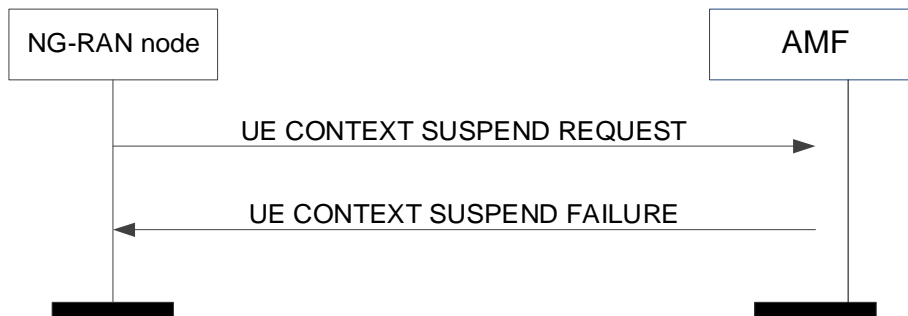 NG-RAN node
AMF
UE CONTEXT SUSPEND REQUEST
UE CONTEXT SUSPEND FAILURE